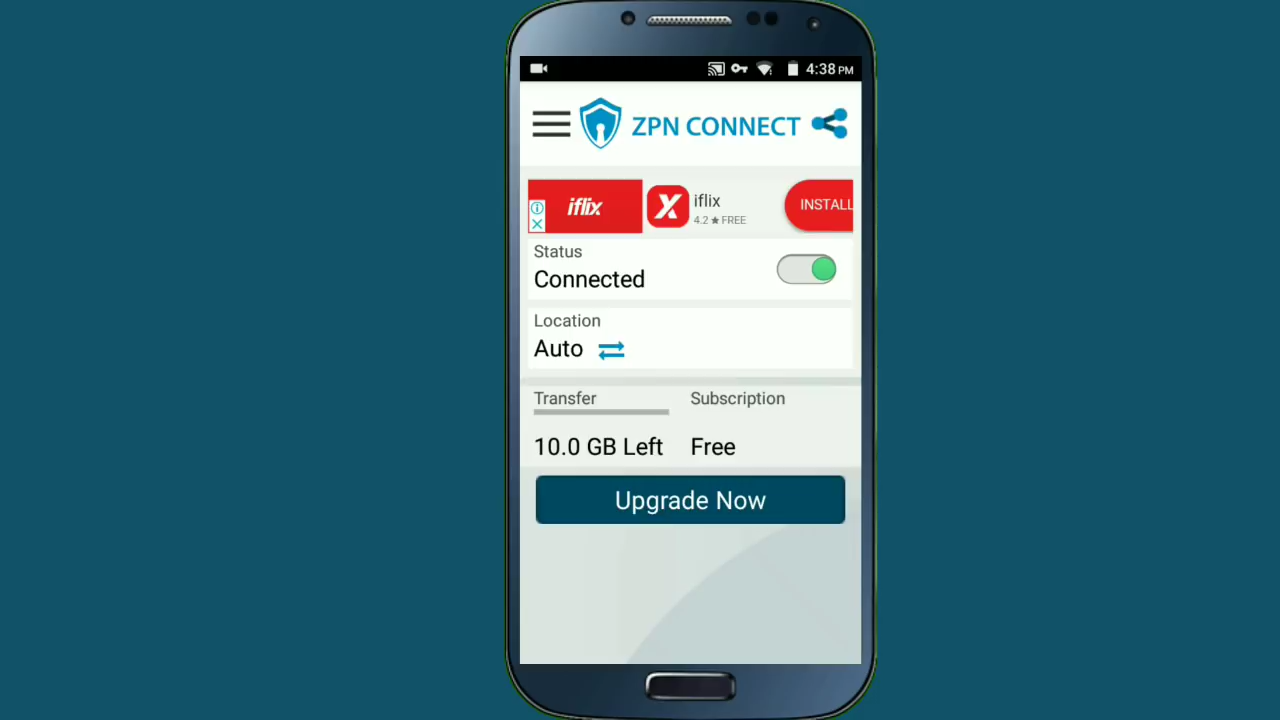 4:38 PM
ZPN CONNECT
iflix
iflix
4.2 ★ FREE
INSTALL
Status
Connected
Location
Auto
Transfer
Subscription
10.0 GB Left
Free
Upgrade Now